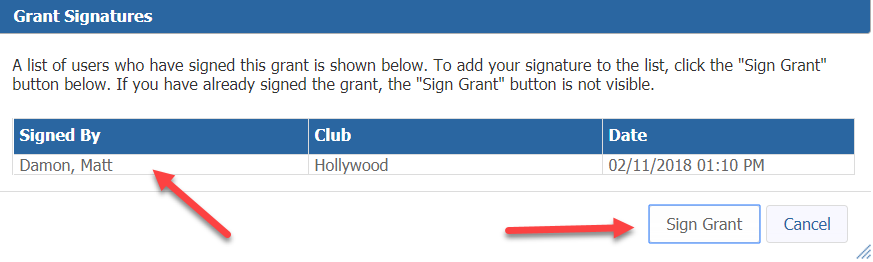 Grant Signatures
A list of users who have signed this grant is shown below. To add your signature to the list, click the "Sign Grant"
button below. If you have already signed the grant, the "Sign Grant" button is not visible.
Signed By Club Date
Damon, Matt Hollywood 02/11/2018 01:10 PM
Sign Grant Cancel